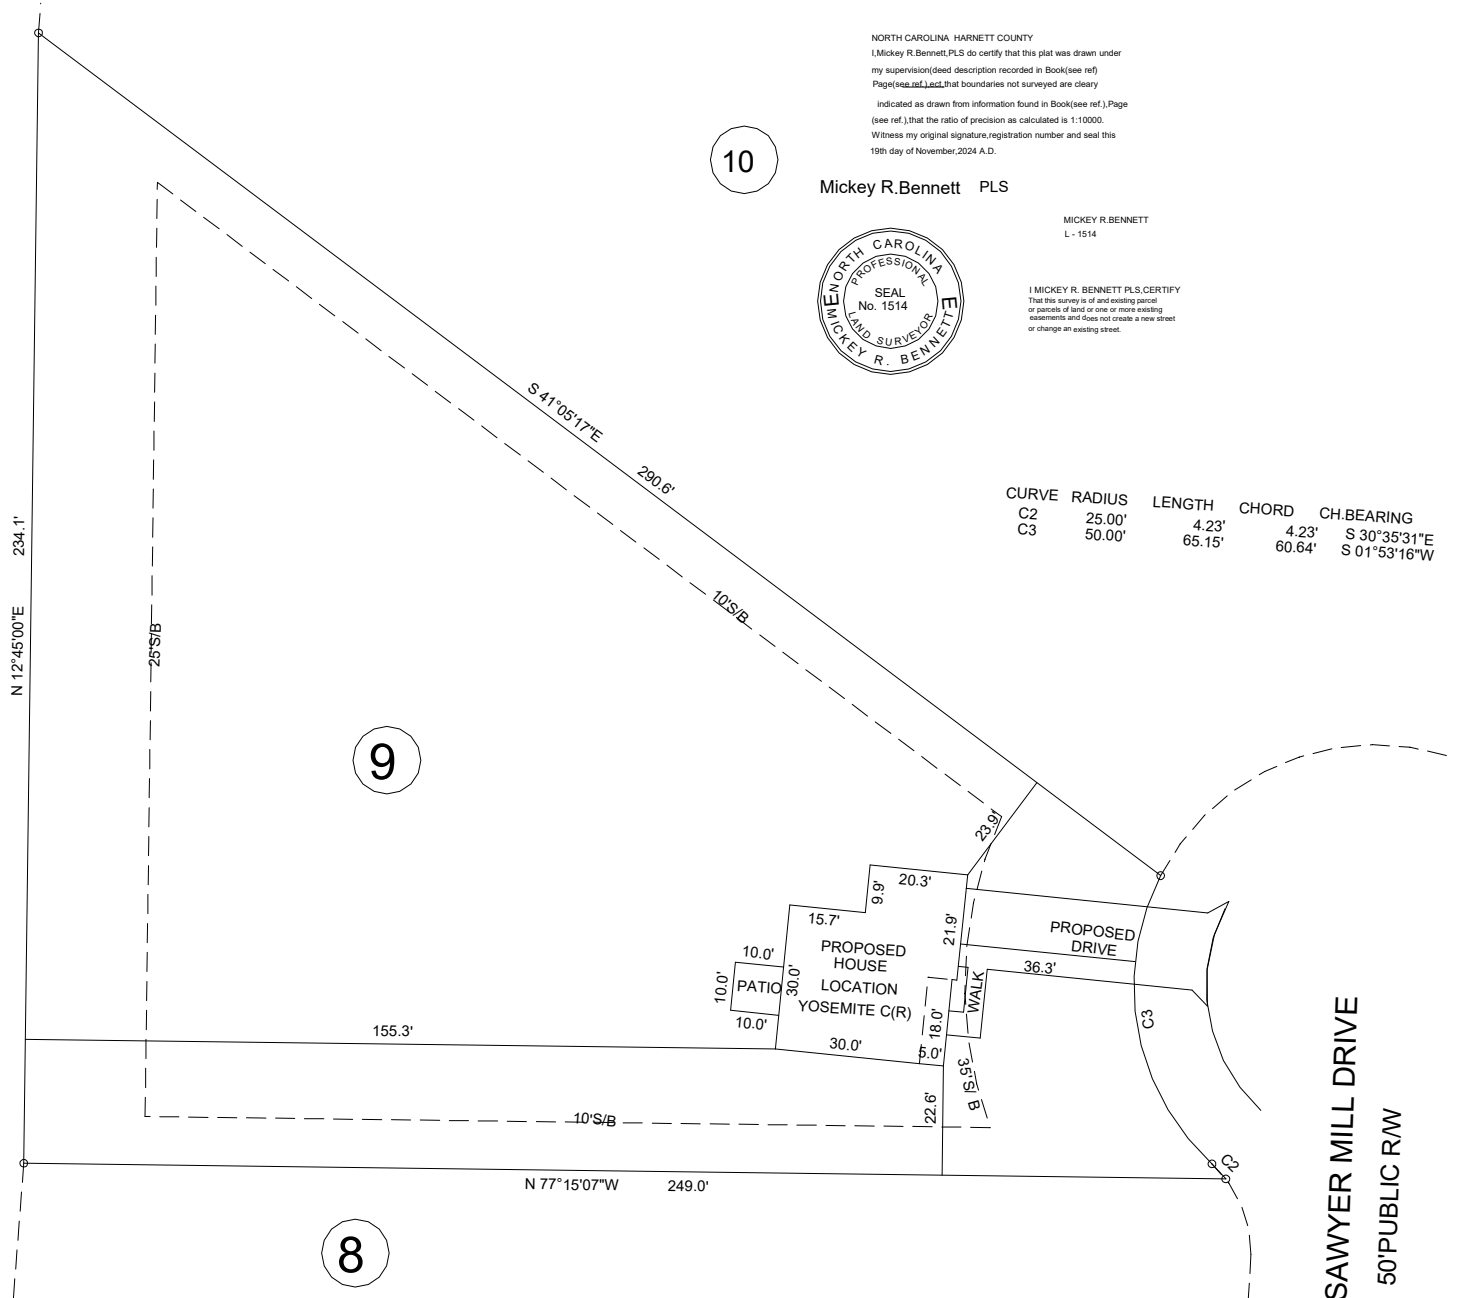 NORTH CAROLINA HARNETT COUNTY
I,Mickey R.Bennett,PLS do certify that this plat was drawn under
my supervision(deed description recorded in Book(see ref)
Page(see ref.),ect,that boundaries not surveyed are cleary
indicated as drawn from information found in Book(see ref.),Page
(see ref.),that the ratio of precision as calculated is 1:10000.
Witness my original signature,registration number and seal this
19th day of November,2024 A.D.
10
Mickey R.Bennett PLS
MICKEY R.BENNETT
L - 1514
NORTH CAROLINA
PROFESSIONAL
SEAL
No. 1514
LAND SURVEYOR
MICKEY R. BENNETT
E
E
I MICKEY R. BENNETT PLS,CERTIFY
That this survey is of and existing parcel
or parcels of land or one or more existing
easements and does not create a new street
or change an existing street.
S 41°05'17"E
290.6'
CURVE RADIUS LENGTH CHORD CH.BEARING
C2 25.00' 4.23' 4.23' S 30°35'31"E
C3 50.00' 65.15' 60.64' S 01°53'16"W
234.1'
N 12°45'00"E
25'S/B
10'S/B
9
23.9'
20.3'
9.9'
15.7'
21.9'
PROPOSED
HOUSE
LOCATION
YOSEMITE C(R)
PROPOSED
DRIVE
36.3'
10.0'
10.0'
PATIO
30.0'
10.0'
WALK
18.0'
155.3'
30.0'
5.0'
35'S/ B
22.6'
C3
10'S/B
C2
N 77°15'07"W 249.0'
8
SAWYER MILL DRIVE
50'PUBLIC R/W